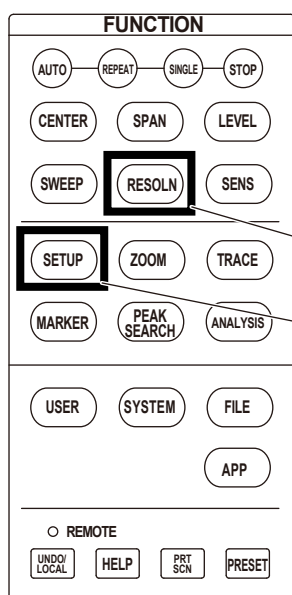 FUNCTION
AUTO REPEAT SINGLE STOP
CENTER SPAN LEVEL
SWEEP RESOLN SENS
SETUP ZOOM TRACE
MARKER PEAK SEARCH ANALYSIS
USER SYSTEM FILE
APP
REMOTE
UNDO/ LOCAL HELP PRT SCN PRESET